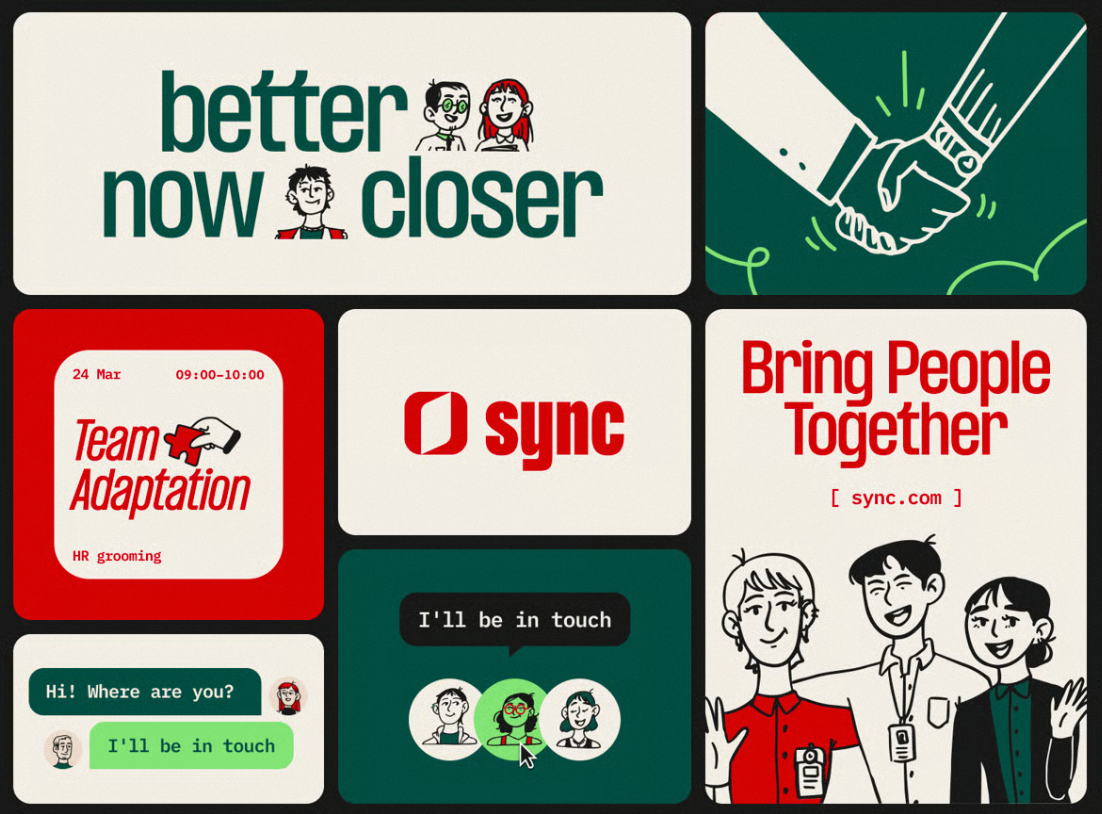 better
now closer
24 Mar 09:00-10:00
Team
Adaptation
HR grooming
sync
Bring People
Together
[ sync.com ]
Hi! Where are you?
I'll be in touch
I'll be in touch